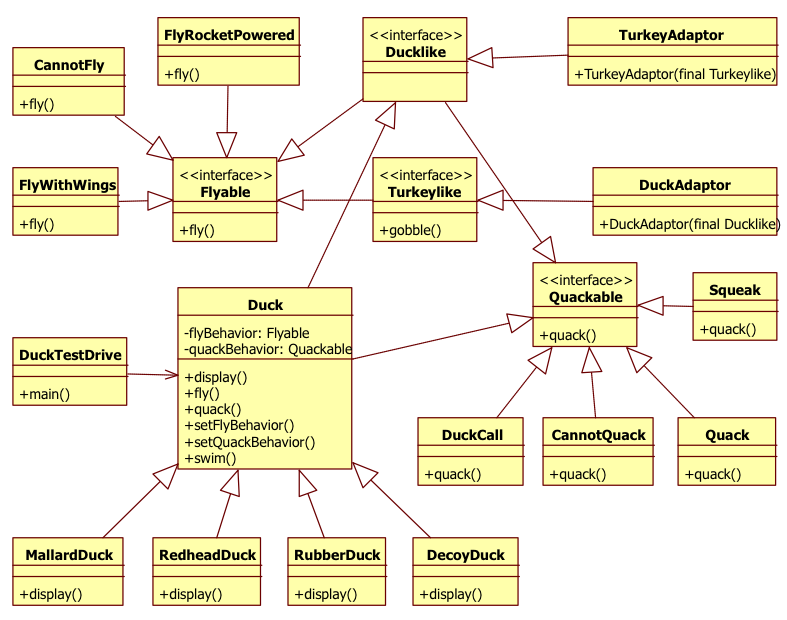 FlyRocketPowered
+fly()
<<interface>>
Ducklike
TurkeyAdaptor
+TurkeyAdaptor(final Turkeylike)
CannotFly
+fly()
FlyWithWings
+fly()
<<interface>>
Flyable
+fly()
<<interface>>
Turkeylike
+gobble()
DuckAdaptor
+DuckAdaptor(final Ducklike)
<<interface>>
Quackable
+quack()
Squeak
+quack()
Duck
-flyBehavior: Flyable
-quackBehavior: Quackable
+display()
+fly()
+quack()
+setFlyBehavior()
+setQuackBehavior()
+swim()
DuckTestDrive
+main()
DuckCall
+quack()
CannotQuack
+quack()
Quack
+quack()
MallardDuck
+display()
RedheadDuck
+display()
RubberDuck
+display()
DecoyDuck
+display()